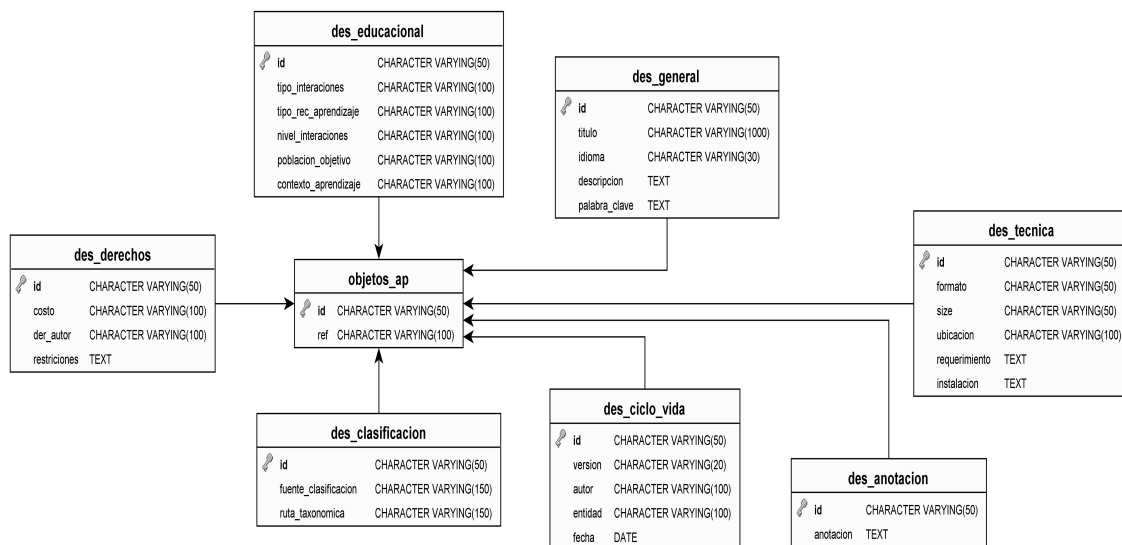 des_educacional
id CHARACTER VARYING(50)
tipo_interaciones CHARACTER VARYING(100)
tipo_rec_aprendizaje CHARACTER VARYING(100)
nivel_interaciones CHARACTER VARYING(100)
poblacion_objetivo CHARACTER VARYING(100)
contexto_aprendizaje CHARACTER VARYING(100)
des_general
id CHARACTER VARYING(50)
titulo CHARACTER VARYING(1000)
idioma CHARACTER VARYING(30)
descripcion TEXT
palabra_clave TEXT
des_derechos
id CHARACTER VARYING(50)
costo CHARACTER VARYING(100)
der_autor CHARACTER VARYING(100)
restriciones TEXT
objetos_ap
id CHARACTER VARYING(50)
ref CHARACTER VARYING(100)
des_tecnica
id CHARACTER VARYING(50)
formato CHARACTER VARYING(50)
size CHARACTER VARYING(50)
ubicacion CHARACTER VARYING(100)
requerimiento TEXT
instalacion TEXT
des_clasificacion
id CHARACTER VARYING(50)
fuente_clasificacion CHARACTER VARYING(150)
ruta_taxonomica CHARACTER VARYING(150)
des_ciclo_vida
id CHARACTER VARYING(50)
version CHARACTER VARYING(20)
autor CHARACTER VARYING(100)
entidad CHARACTER VARYING(100)
fecha DATE
des_anotacion
id CHARACTER VARYING(50)
anotacion TEXT